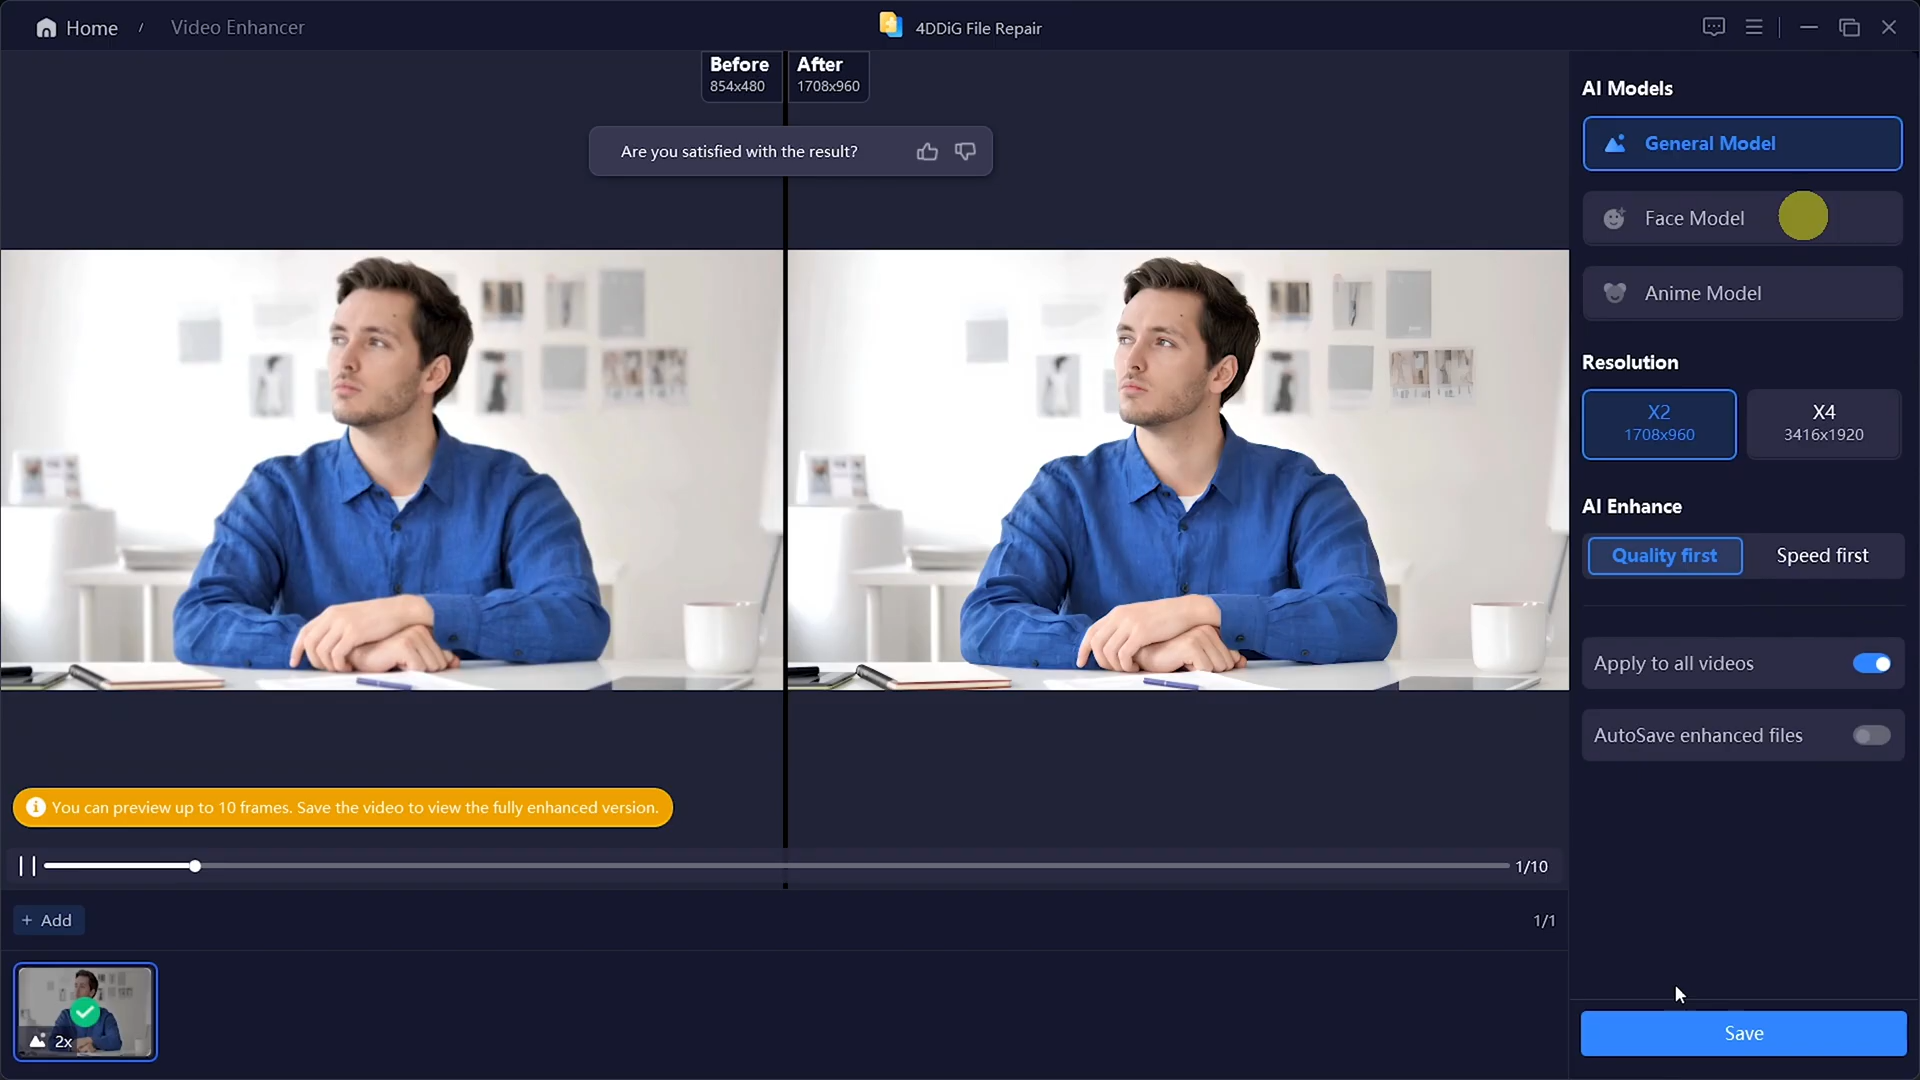 Home / Video Enhancer
4DDiG File Repair
Before
854x480
After
1708x960
Are you satisfied with the result?
You can preview up to 10 frames. Save the video to view the fully enhanced version.
1/10
+ Add
1/1
2x
AI Models
General Model
Face Model
Anime Model
Resolution
X2
1708x960
X4
3416x1920
AI Enhance
Quality first
Speed first
Apply to all videos
AutoSave enhanced files
Save